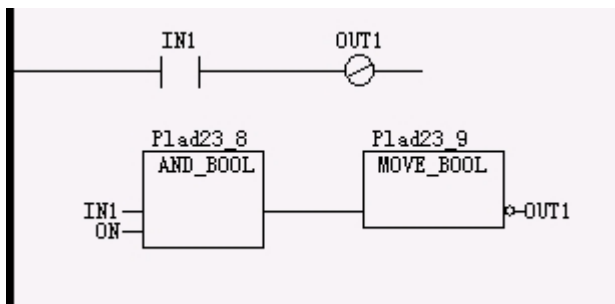 IN1 OUT1
Plad23_8 Plad23_9
AND_BOOL MOVE_BOOL
IN1 OUT1
ON